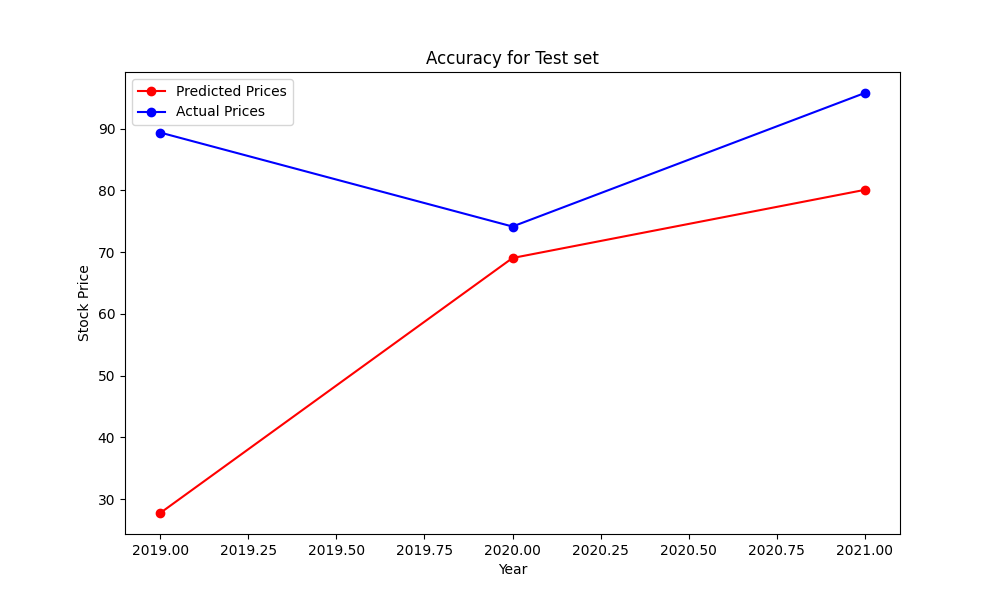 Accuracy for Test set
Predicted Prices
Actual Prices
Stock Price
90
80
70
60
50
40
30
2019.00 2019.25 2019.50 2019.75 2020.00 2020.25 2020.50 2020.75 2021.00
Year